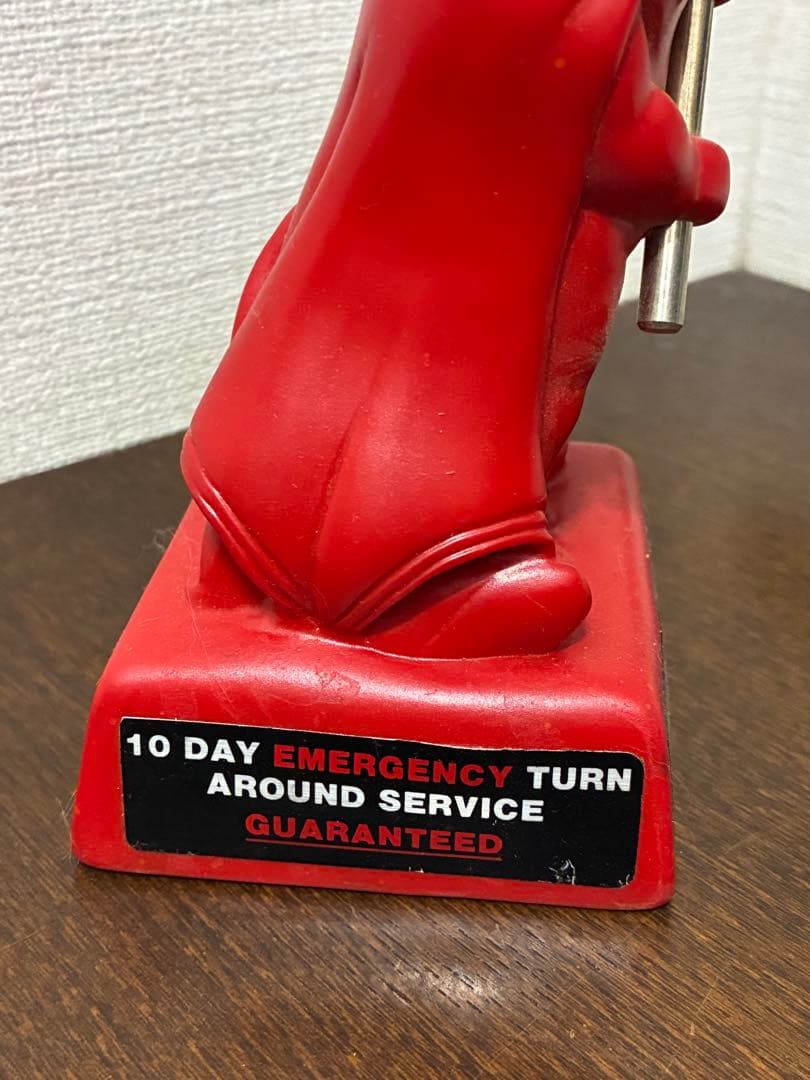 10 DAY EMERGENCY TURN
AROUND SERVICE
GUARANTEED